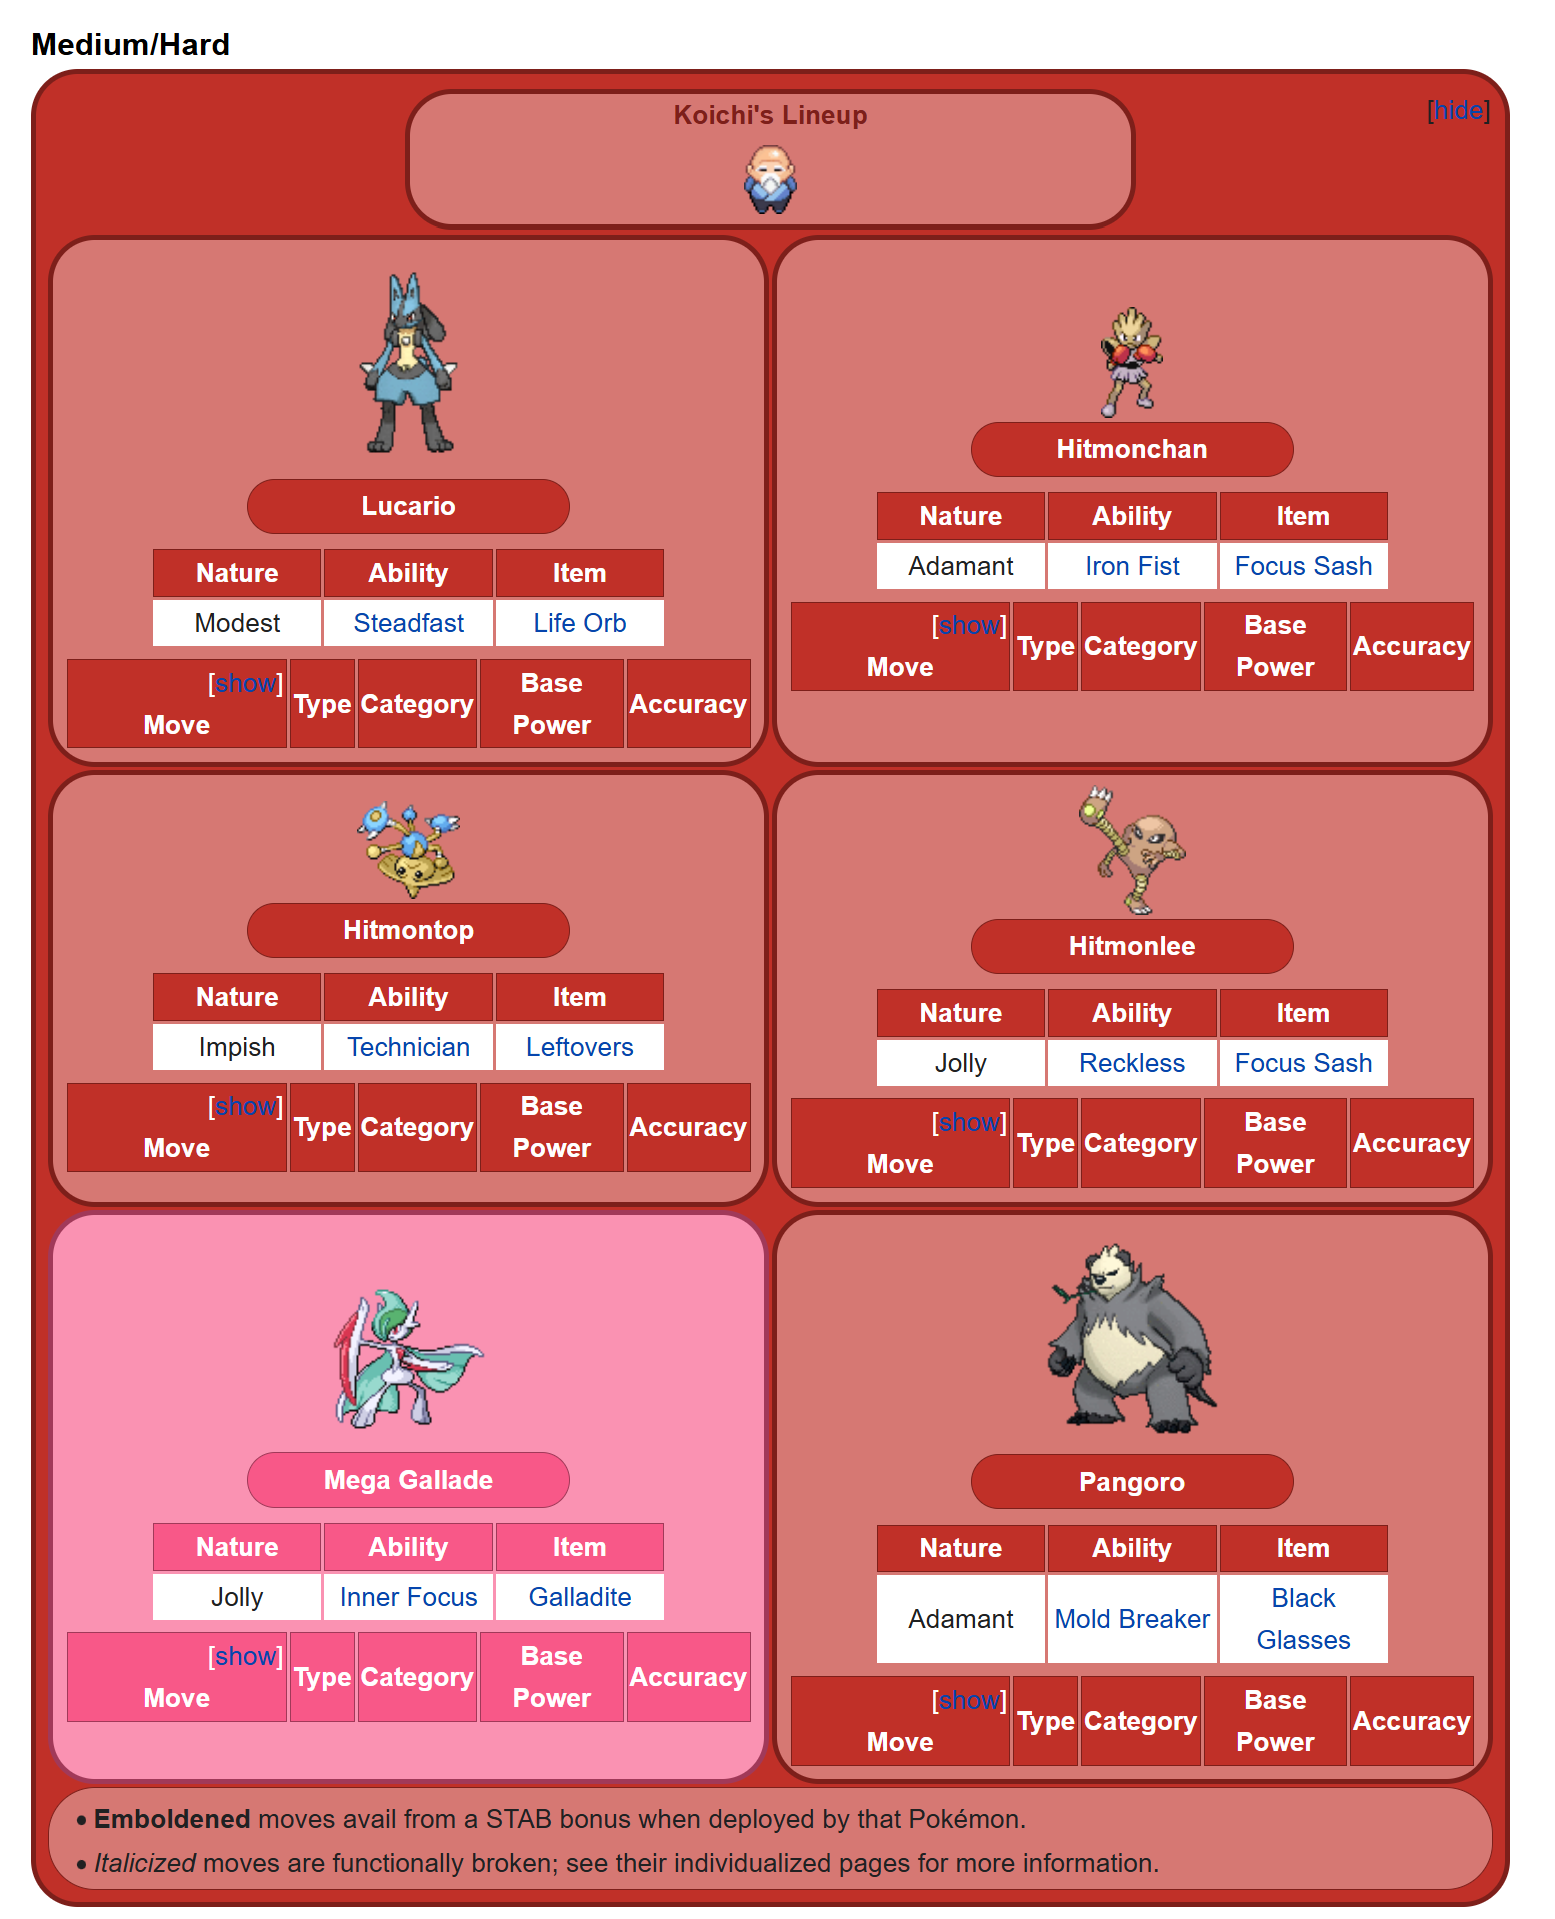 Medium/Hard
Koichi's Lineup
[hide]
Lucario
Nature Ability Item
Modest Steadfast Life Orb
[show]
Move Type Category Base Power Accuracy
Hitmonchan
Nature Ability Item
Adamant Iron Fist Focus Sash
[show]
Move Type Category Base Power Accuracy
Hitmontop
Nature Ability Item
Impish Technician Leftovers
[show]
Move Type Category Base Power Accuracy
Hitmonlee
Nature Ability Item
Jolly Reckless Focus Sash
[show]
Move Type Category Base Power Accuracy
Mega Gallade
Nature Ability Item
Jolly Inner Focus Galladite
[show]
Move Type Category Base Power Accuracy
Pangoro
Nature Ability Item
Adamant Mold Breaker Black Glasses
[show]
Move Type Category Base Power Accuracy
• Emboldened moves avail from a STAB bonus when deployed by that Pokémon.
• Italicized moves are functionally broken; see their individualized pages for more information.